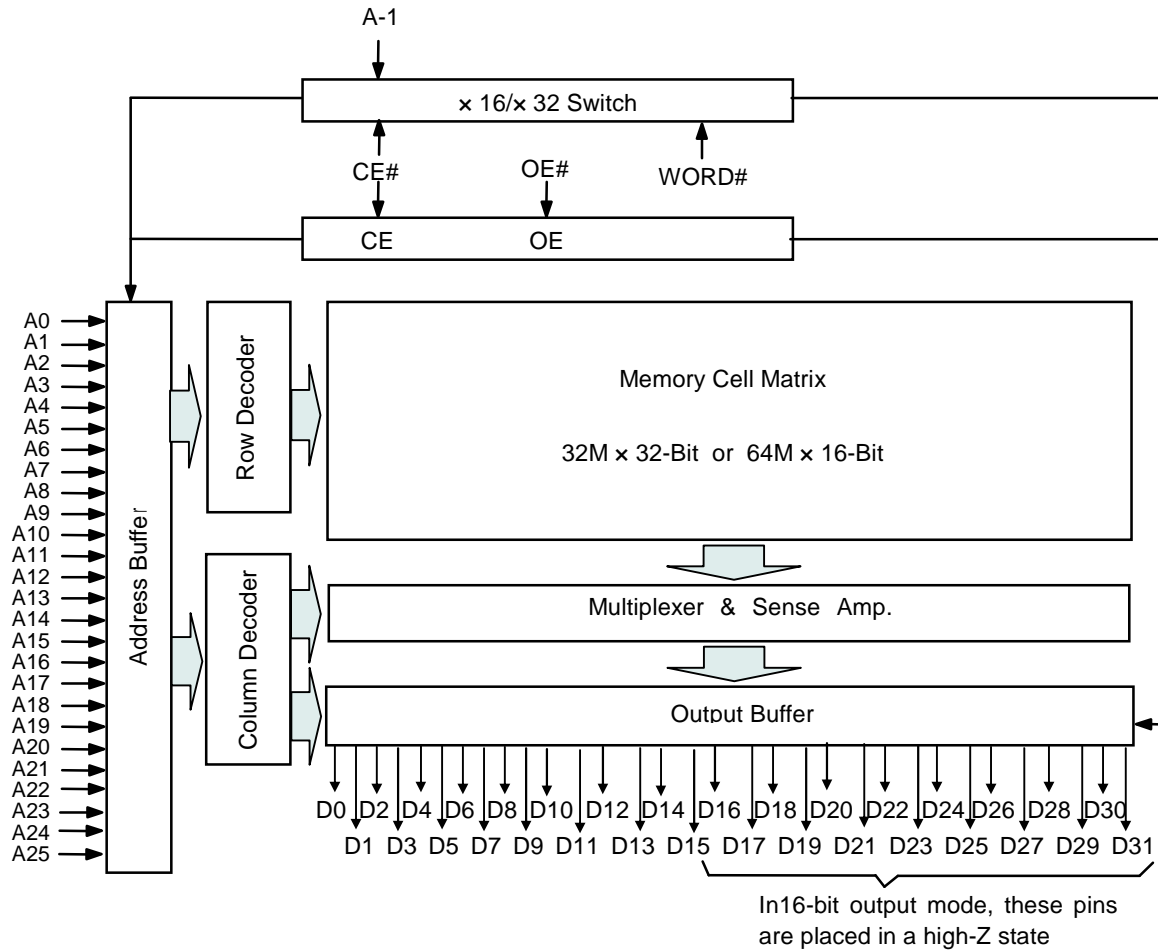 A-1
× 16/× 32 Switch
CE#
OE#
WORD#
CE
OE
A0
A1
A2
A3
A4
A5
A6
A7
A8
A9
A10
A11
A12
A13
A14
A15
A16
A17
A18
A19
A20
A21
A22
A23
A24
A25
Address Buffer
Row Decoder
Column Decoder
Memory Cell Matrix
32M × 32-Bit or 64M × 16-Bit
Multiplexer & Sense Amp.
Output Buffer
D0 D2 D4 D6 D8 D10 D12 D14 D16 D18 D20 D22 D24 D26 D28 D30
D1 D3 D5 D7 D9 D11 D13 D15 D17 D19 D21 D23 D25 D27 D29 D31
In16-bit output mode, these pins
are placed in a high-Z state